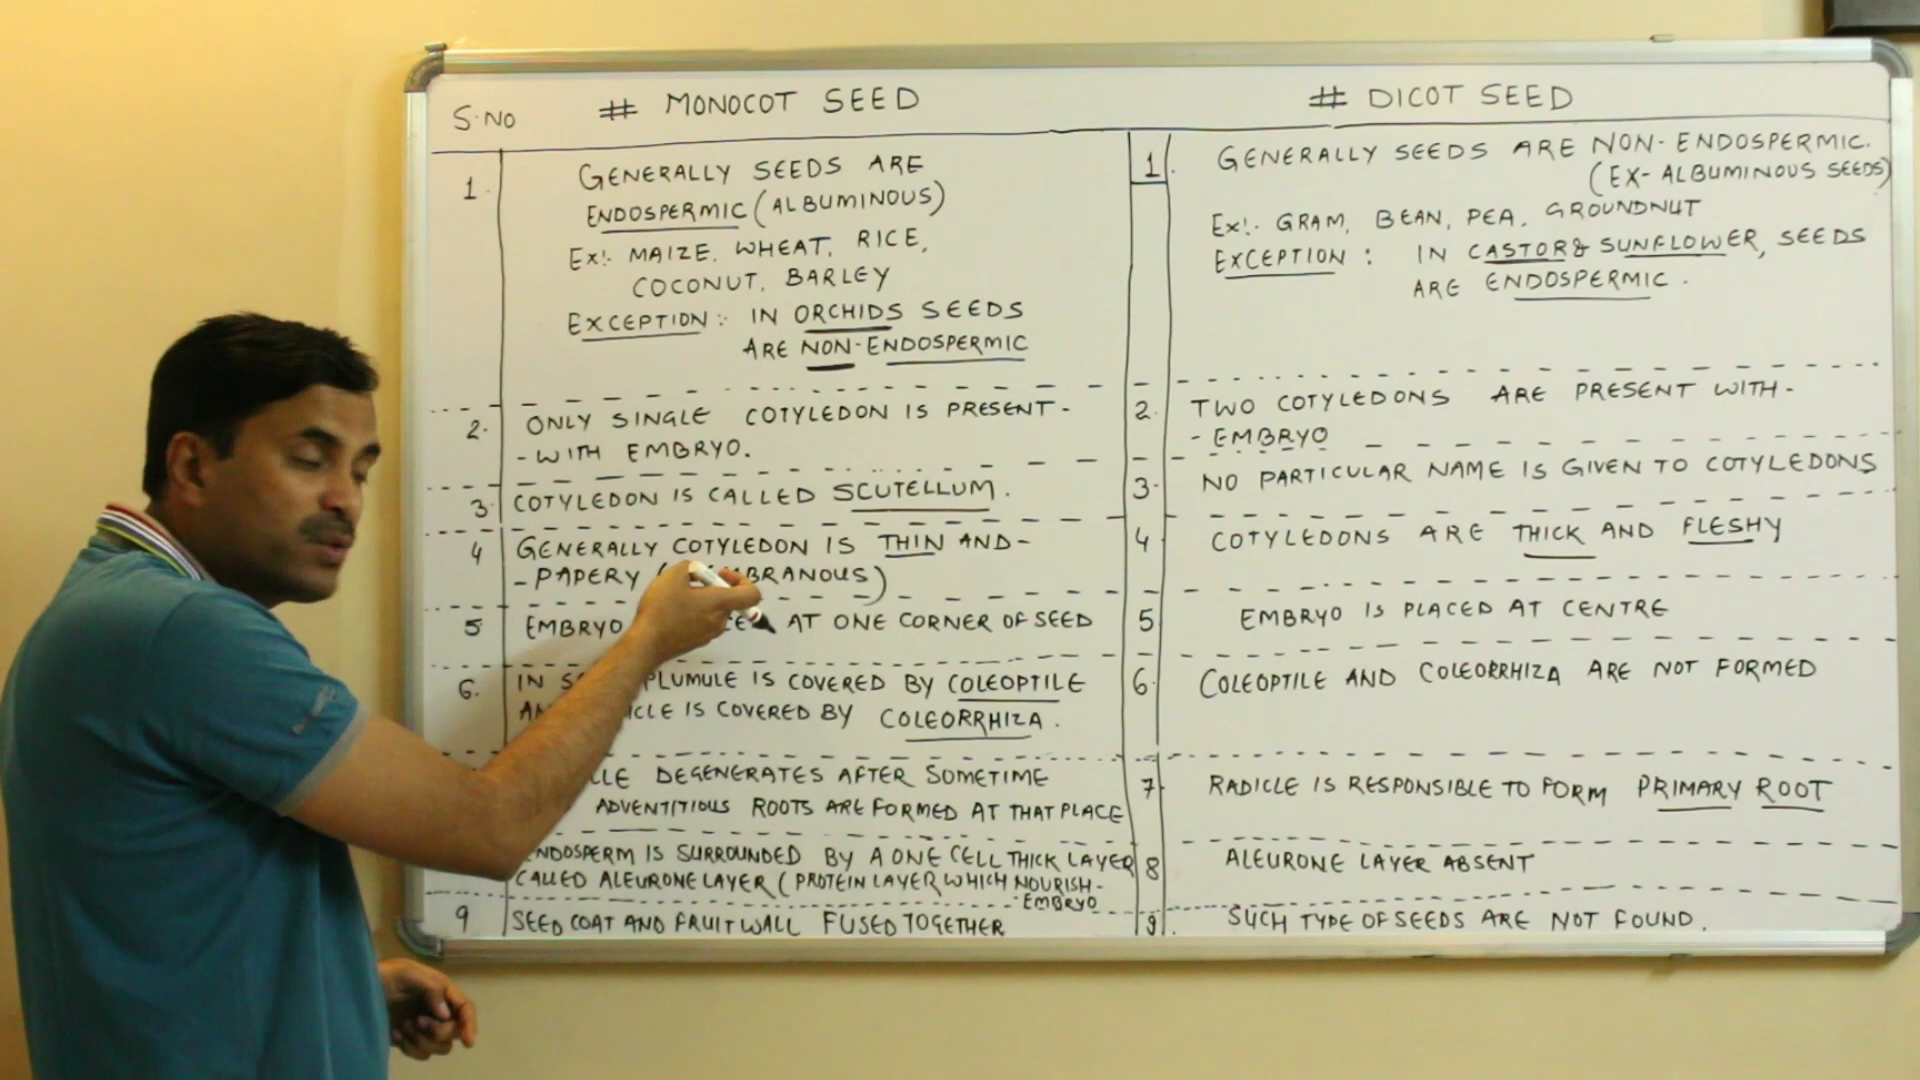 S.NO # MONOCOT SEED # DICOT SEED
1. GENERALLY SEEDS ARE
ENDOSPERMIC (ALBUMINOUS)
EX:- MAIZE, WHEAT, RICE,
COCONUT, BARLEY
EXCEPTION:- IN ORCHIDS SEEDS
ARE NON-ENDOSPERMIC
2. ONLY SINGLE COTYLEDON IS PRESENT-
-WITH EMBRYO.
3. COTYLEDON IS CALLED SCUTELLUM.
4 GENERALLY COTYLEDON IS THIN AND-
-PAPERY ( BRANOUS)
5 EMBRYO AT ONE CORNER OF SEED
6. IN PLUMULE IS COVERED BY COLEOPTILE
IS COVERED BY COLEORRHIZA.
DEGENERATES AFTER SOMETIME
ADVENTITIOUS ROOTS ARE FORMED AT THAT PLACE
ENDOSPERM IS SURROUNDED BY A ONE CELL THICK LAYER
CALLED ALEURONE LAYER (PROTEIN LAYER WHICH NOURISH-
-EMBRYO
9 SEED COAT AND FRUIT WALL FUSED TOGETHER
1. GENERALLY SEEDS ARE NON-ENDOSPERMIC.
(EX-ALBUMINOUS SEEDS)
EX:- GRAM, BEAN, PEA, GROUNDNUT
EXCEPTION: IN CASTOR & SUNFLOWER, SEEDS
ARE ENDOSPERMIC.
2. TWO COTYLEDONS ARE PRESENT WITH-
-EMBRYO
3. NO PARTICULAR NAME IS GIVEN TO COTYLEDONS
4 COTYLEDONS ARE THICK AND FLESHY
5 EMBRYO IS PLACED AT CENTRE
6. COLEOPTILE AND COLEORRHIZA ARE NOT FORMED
7. RADICLE IS RESPONSIBLE TO FORM PRIMARY ROOT
8 ALEURONE LAYER ABSENT
9. SUCH TYPE OF SEEDS ARE NOT FOUND.